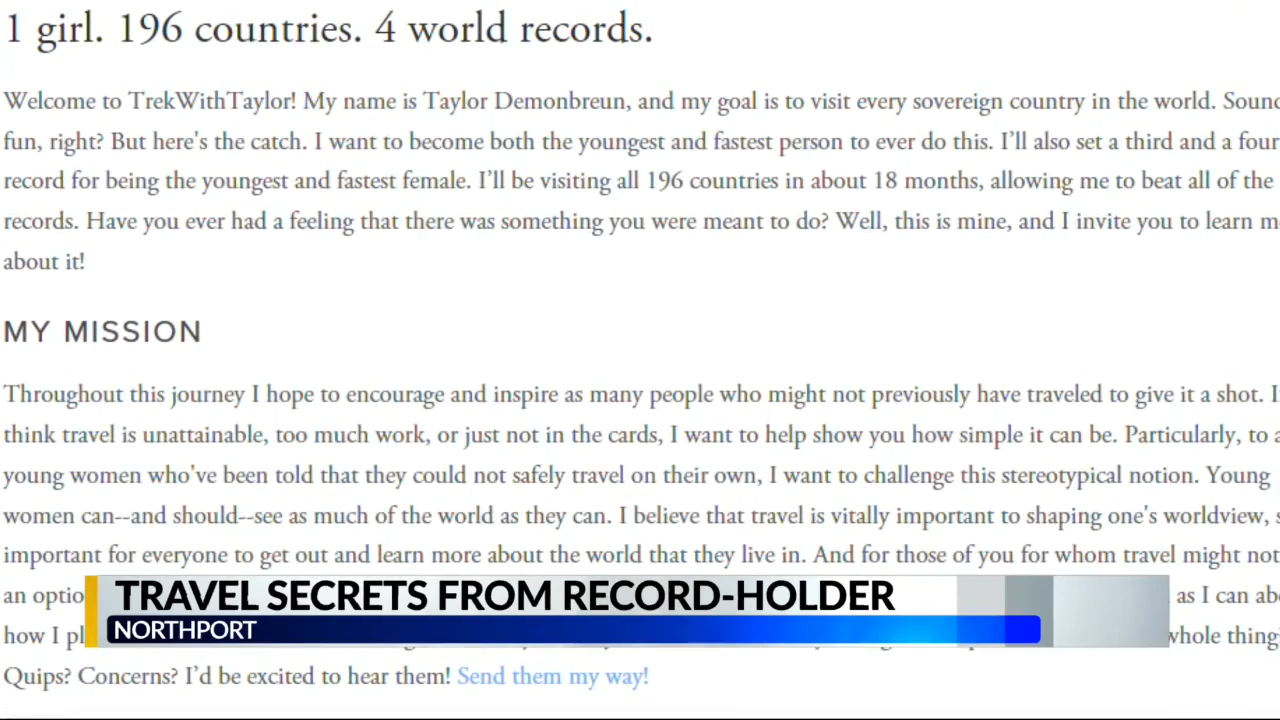 1 girl. 196 countries. 4 world records.
Welcome to TrekWithTaylor! My name is Taylor Demonbreun, and my goal is to visit every sovereign country in the world. Sound
fun, right? But here's the catch. I want to become both the youngest and fastest person to ever do this. I'll also set a third and a four
record for being the youngest and fastest female. I'll be visiting all 196 countries in about 18 months, allowing me to beat all of the
records. Have you ever had a feeling that there was something you were meant to do? Well, this is mine, and I invite you to learn m
about it!
MY MISSION
Throughout this journey I hope to encourage and inspire as many people who might not previously have traveled to give it a shot. I
think travel is unattainable, too much work, or just not in the cards, I want to help show you how simple it can be. Particularly, to a
young women who've been told that they could not safely travel on their own, I want to challenge this stereotypical notion. Young
women can--and should--see as much of the world as they can. I believe that travel is vitally important to shaping one's worldview, s
important for everyone to get out and learn more about the world that they live in. And for those of you for whom travel might not
an optio as I can ab
how I pl whole thing
Quips? Concerns? I'd be excited to hear them! Send them my way!
TRAVEL SECRETS FROM RECORD-HOLDER
NORTHPORT